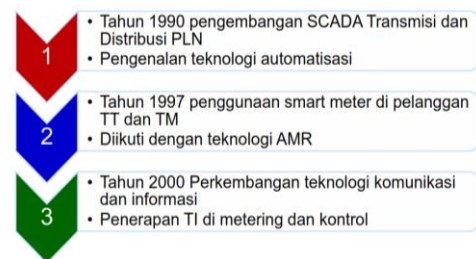 1
• Tahun 1990 pengembangan SCADA Transmisi dan
Distribusi PLN
• Pengenalan teknologi automatisasi
2
• Tahun 1997 penggunaan smart meter di pelanggan
TT dan TM
• Diikuti dengan teknologi AMR
3
• Tahun 2000 Perkembangan teknologi komunikasi
dan informasi
• Penerapan TI di metering dan kontrol